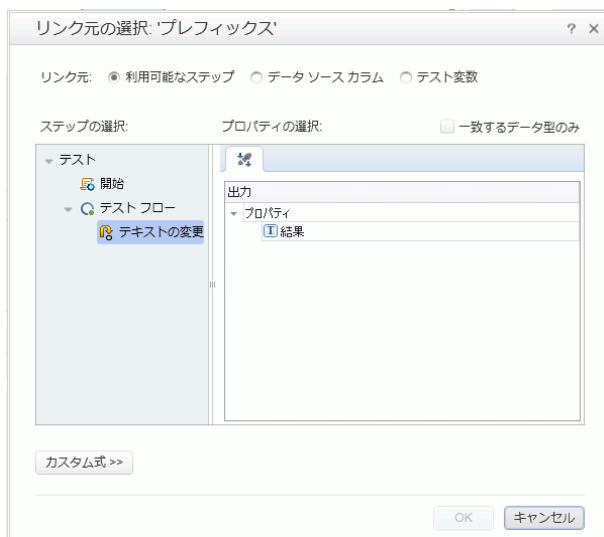 リンク元の選択: 'プレフィックス'
? ×
リンク元: 利用可能なステップ データ ソース カラム テスト変数
ステップの選択: プロパティの選択: 一致するデータ型のみ
テスト
開始
テスト フロー
テキストの変更
出力
プロパティ
結果
カスタム式 >>
OK キャンセル